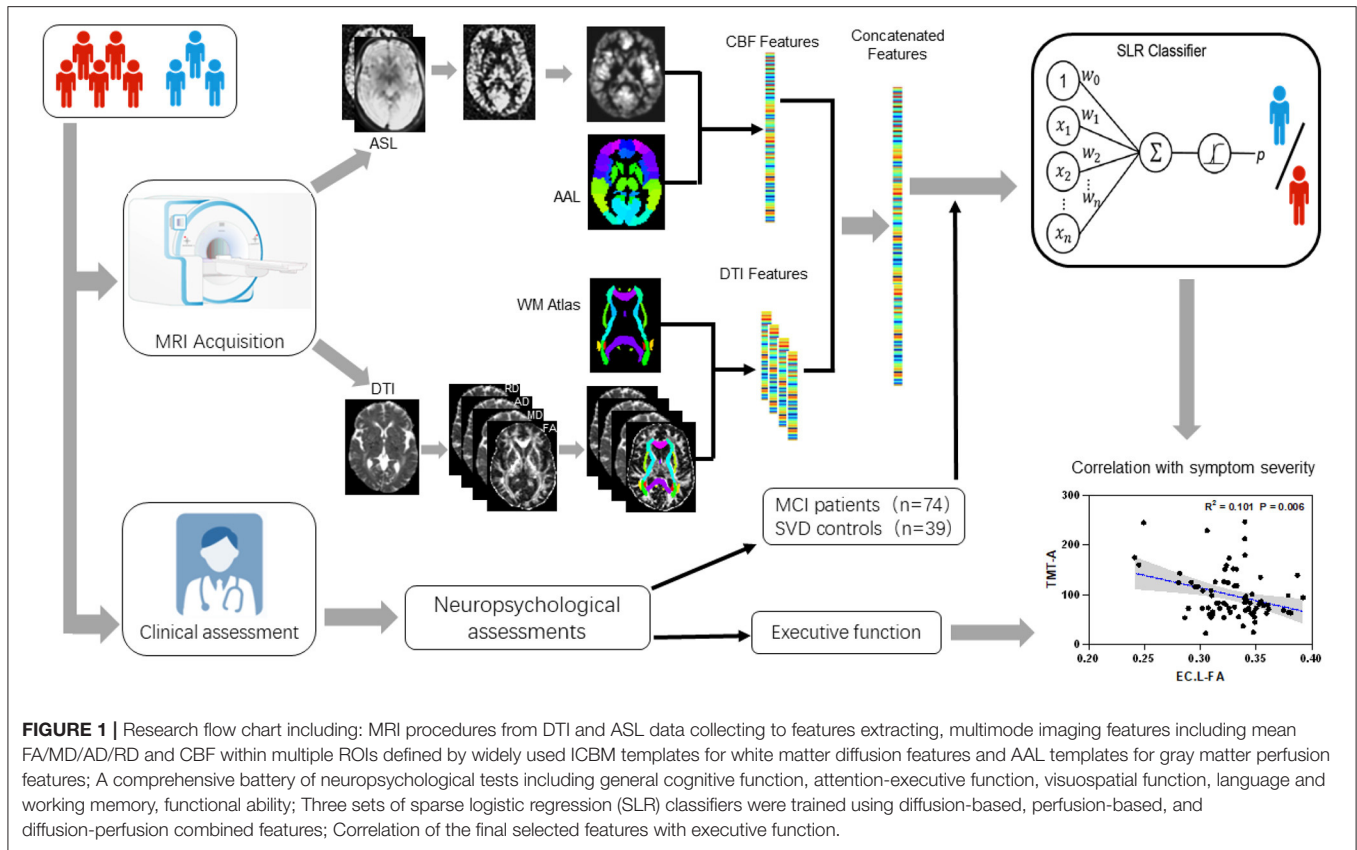 CBF Features
Concatenated
Features
SLR Classifier
1
w0
x1
w1
x2
w2
⋮
⋮
wn
xn
Σ
p
ASL
AAL
MRI Acquisition
WM Atlas
DTI Features
DTI
RD
AD
MD
FA
Clinical assessment
Neuropsychological
assessments
MCI patients (n=74)
SVD controls (n=39)
Executive function
Correlation with symptom severity
R² = 0.101 P = 0.006
TMT-A
300
200
100
0
0.20 0.25 0.30 0.35 0.40
EC.L-FA
FIGURE 1 | Research flow chart including: MRI procedures from DTI and ASL data collecting to features extracting, multimode imaging features including mean
FA/MD/AD/RD and CBF within multiple ROIs defined by widely used ICBM templates for white matter diffusion features and AAL templates for gray matter perfusion
features; A comprehensive battery of neuropsychological tests including general cognitive function, attention-executive function, visuospatial function, language and
working memory, functional ability; Three sets of sparse logistic regression (SLR) classifiers were trained using diffusion-based, perfusion-based, and
diffusion-perfusion combined features; Correlation of the final selected features with executive function.